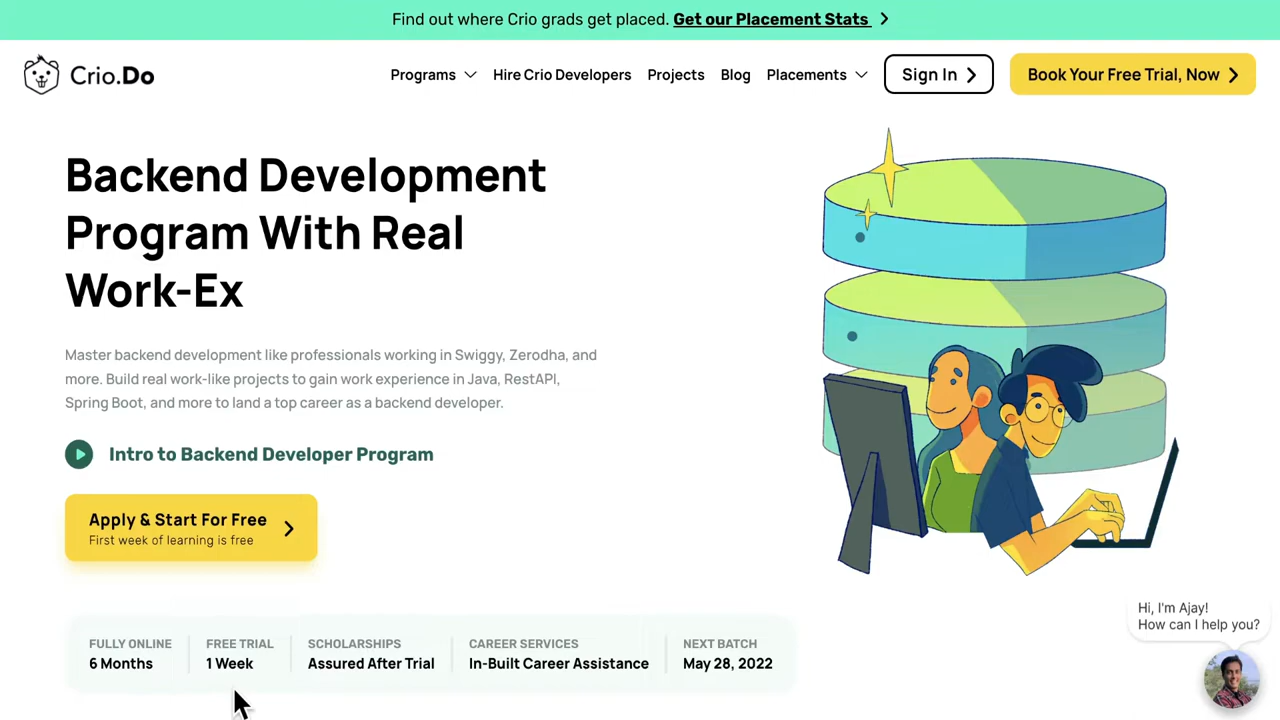 Find out where Crio grads get placed. Get our Placement Stats
Crio.Do
Programs
Hire Crio Developers
Projects
Blog
Placements
Sign In
Book Your Free Trial, Now
Backend Development
Program With Real
Work-Ex
Master backend development like professionals working in Swiggy, Zerodha, and
more. Build real work-like projects to gain work experience in Java, RestAPI,
Spring Boot, and more to land a top career as a backend developer.
Intro to Backend Developer Program
Apply & Start For Free
First week of learning is free
FULLY ONLINE
6 Months
FREE TRIAL
1 Week
SCHOLARSHIPS
Assured After Trial
CAREER SERVICES
In-Built Career Assistance
NEXT BATCH
May 28, 2022
Hi, I'm Ajay!
How can I help you?